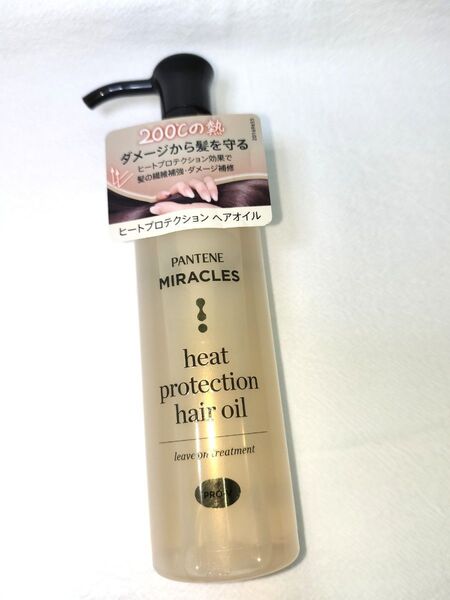 200℃の熱
ダメージから髪を守る
ヒートプロテクション効果で
髪の繊維補強・ダメージ補修
ヒートプロテクション ヘアオイル
PANTENE
MIRACLES
heat
protection
hair oil
leave on treatment
PRO-V